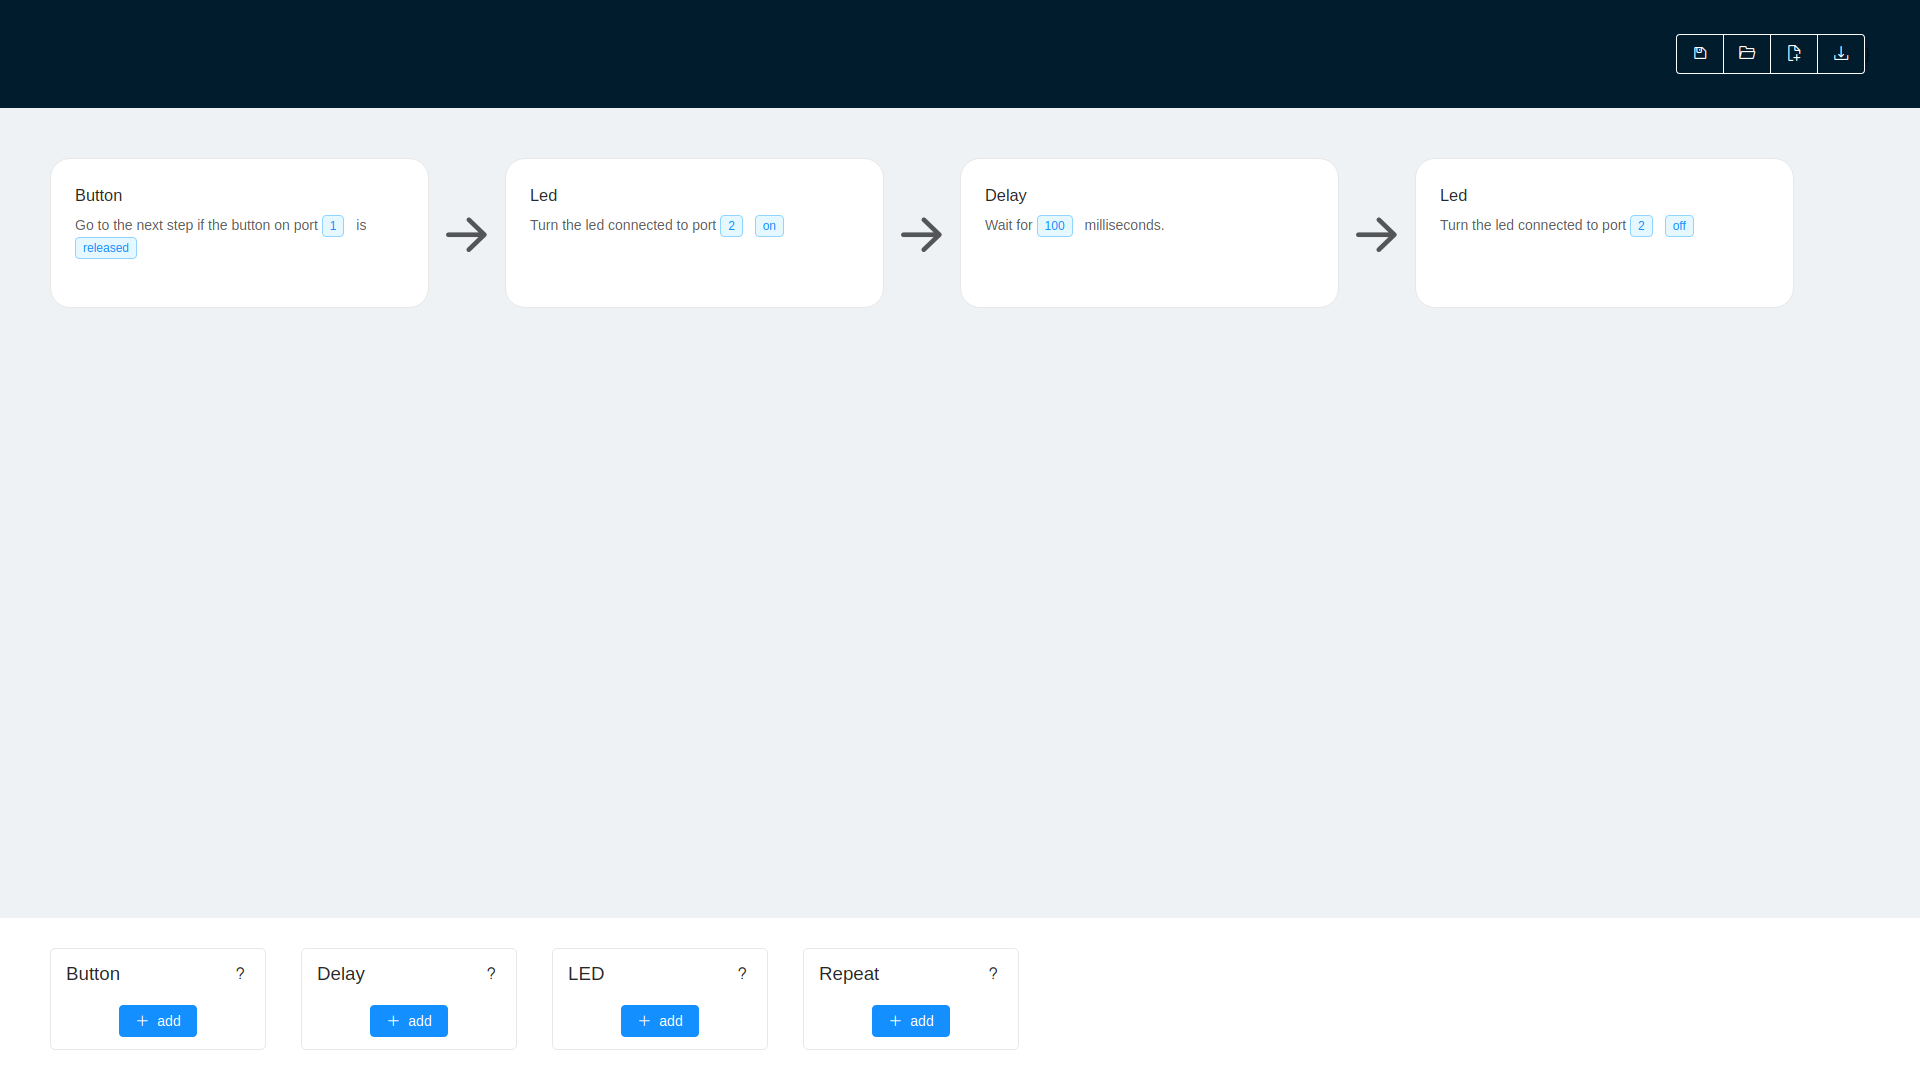 Button
Go to the next step if the button on port 1 is
released
Led
Turn the led connected to port 2 on
Delay
Wait for 100 milliseconds.
Led
Turn the led connected to port 2 off
Button ?
+ add
Delay ?
+ add
LED ?
+ add
Repeat ?
+ add